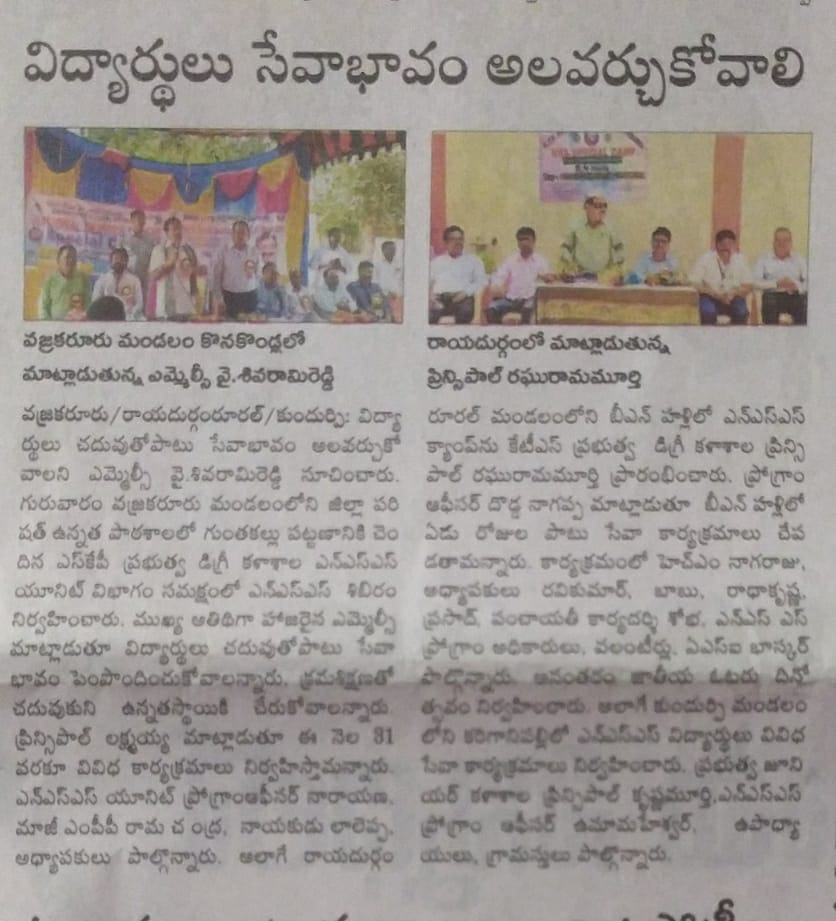 విద్యార్థులు సేవాభావం అలవర్చుకోవాలి
వజ్రకరూరు మండలం కొనకొండ్లలో
మాట్లాడుతున్న ఎమ్మెల్సీ వై.శివరామిరెడ్డి
వజ్రకరూరు/రాయదుర్గంరూరల్/కుందుర్పి: విద్యా
ర్థులు చదువుతోపాటు సేవాభావం అలవర్చుకో
వాలని ఎమ్మెల్సీ వై.శివరామిరెడ్డి సూచించారు.
గురువారం వజ్రకరూరు మండలంలోని జిల్లా పరి
షత్ ఉన్నత పాఠశాలలో గుంతకల్లు పట్టణానికి చెం
దిన ఎస్‌కేపీ ప్రభుత్వ డిగ్రీ కళాశాల ఎన్ఎస్ఎస్
యూనిట్ విభాగం సమక్షంలో ఎన్ఎస్ఎస్ శిబిరం
నిర్వహించారు. ముఖ్య అతిథిగా హాజరైన ఎమ్మెల్సీ
మాట్లాడుతూ విద్యార్థులు చదువుతోపాటు సేవా
భావం పెంపొందించుకోవాలన్నారు. క్రమశిక్షణతో
చదువుకుని ఉన్నతస్థాయికి చేరుకోవాలన్నారు.
ప్రిన్సిపాల్ లక్ష్మయ్య మాట్లాడుతూ ఈ నెల 31
వరకూ వివిధ కార్యక్రమాలు నిర్వహిస్తామన్నారు.
ఎన్ఎస్ఎస్ యూనిట్ ప్రోగ్రాంఆఫీసర్ నారాయణ,
మాజీ ఎంపీపీ రామ చంద్ర, నాయకుడు లాలెప్ప,
అధ్యాపకులు పాల్గొన్నారు. అలాగే రాయదుర్గం
SPECIAL CAMP
రాయదుర్గంలో మాట్లాడుతున్న
ప్రిన్సిపాల్ రఘురామమూర్తి
రూరల్ మండలంలోని బీఎన్ హళ్లిలో ఎన్ఎస్ఎస్
క్యాంప్‌ను కేటీఎస్ ప్రభుత్వ డిగ్రీ కళాశాల ప్రిన్సి
పాల్ రఘురామమూర్తి ప్రారంభించారు. ప్రోగ్రాం
ఆఫీసర్ దొడ్డ నాగప్ప మాట్లాడుతూ బీఎన్ హళ్లిలో
ఏడు రోజుల పాటు సేవా కార్యక్రమాలు చేప
డతామన్నారు. కార్యక్రమంలో హెచ్ఎం నాగరాజు,
అధ్యాపకులు రవికుమార్, బాబు, రాధాకృష్ణ,
ప్రసాద్, పంచాయతీ కార్యదర్శి శోభ, ఎన్ఎస్ ఎస్
ప్రోగ్రాం అధికారులు, వలంటీర్లు, ఏఎస్ఐ భాస్కర్
పాల్గొన్నారు. అనంతరం జాతీయ ఓటరు దినో
త్సవం నిర్వహించారు. అలాగే కుందుర్పి మండలం
లోని కరిగానిపల్లిలో ఎన్ఎస్ఎస్ విద్యార్థులు వివిధ
సేవా కార్యక్రమాలు నిర్వహించారు. ప్రభుత్వ జూని
యర్ కళాశాల ప్రిన్సిపాల్ కృష్ణమూర్తి,ఎన్ఎస్ఎస్
ప్రోగ్రాం ఆఫీసర్ ఉమామహేశ్వర్, ఉపాధ్యా
యులు, గ్రామస్తులు పాల్గొన్నారు.